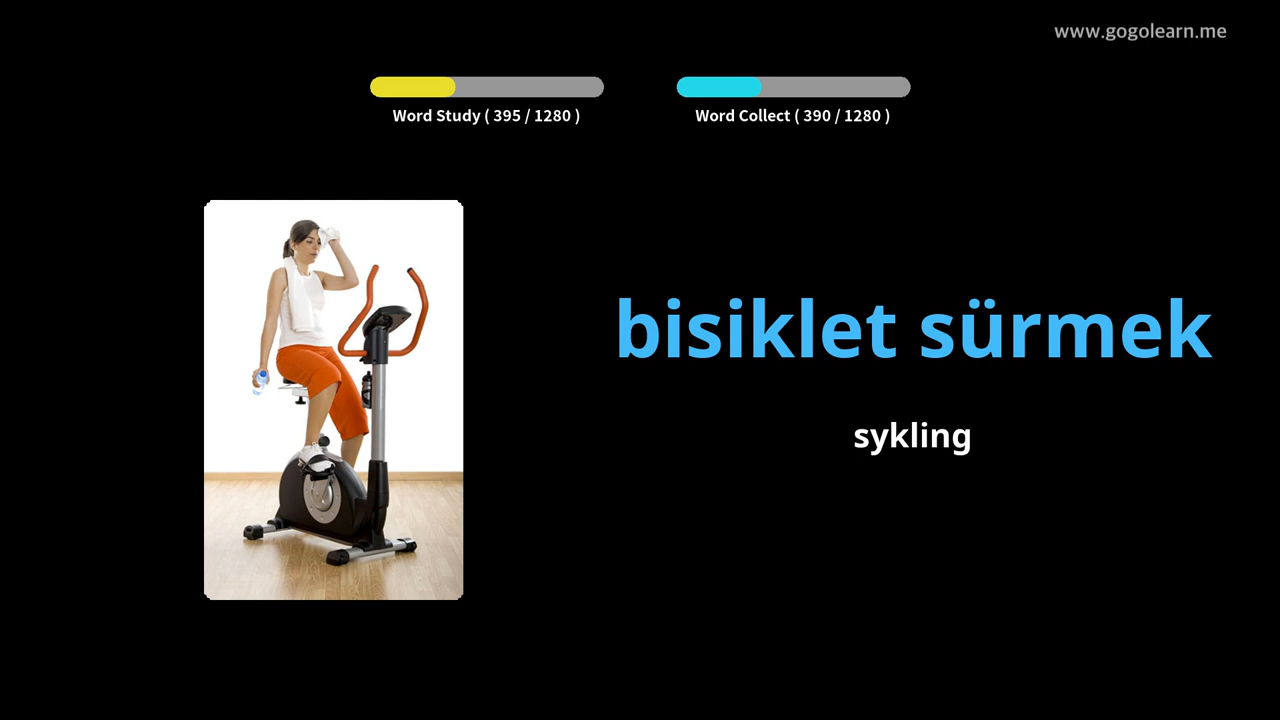 www.gogolearn.me
Word Study ( 395 / 1280 )
Word Collect ( 390 / 1280 )
bisiklet sürmek
sykling